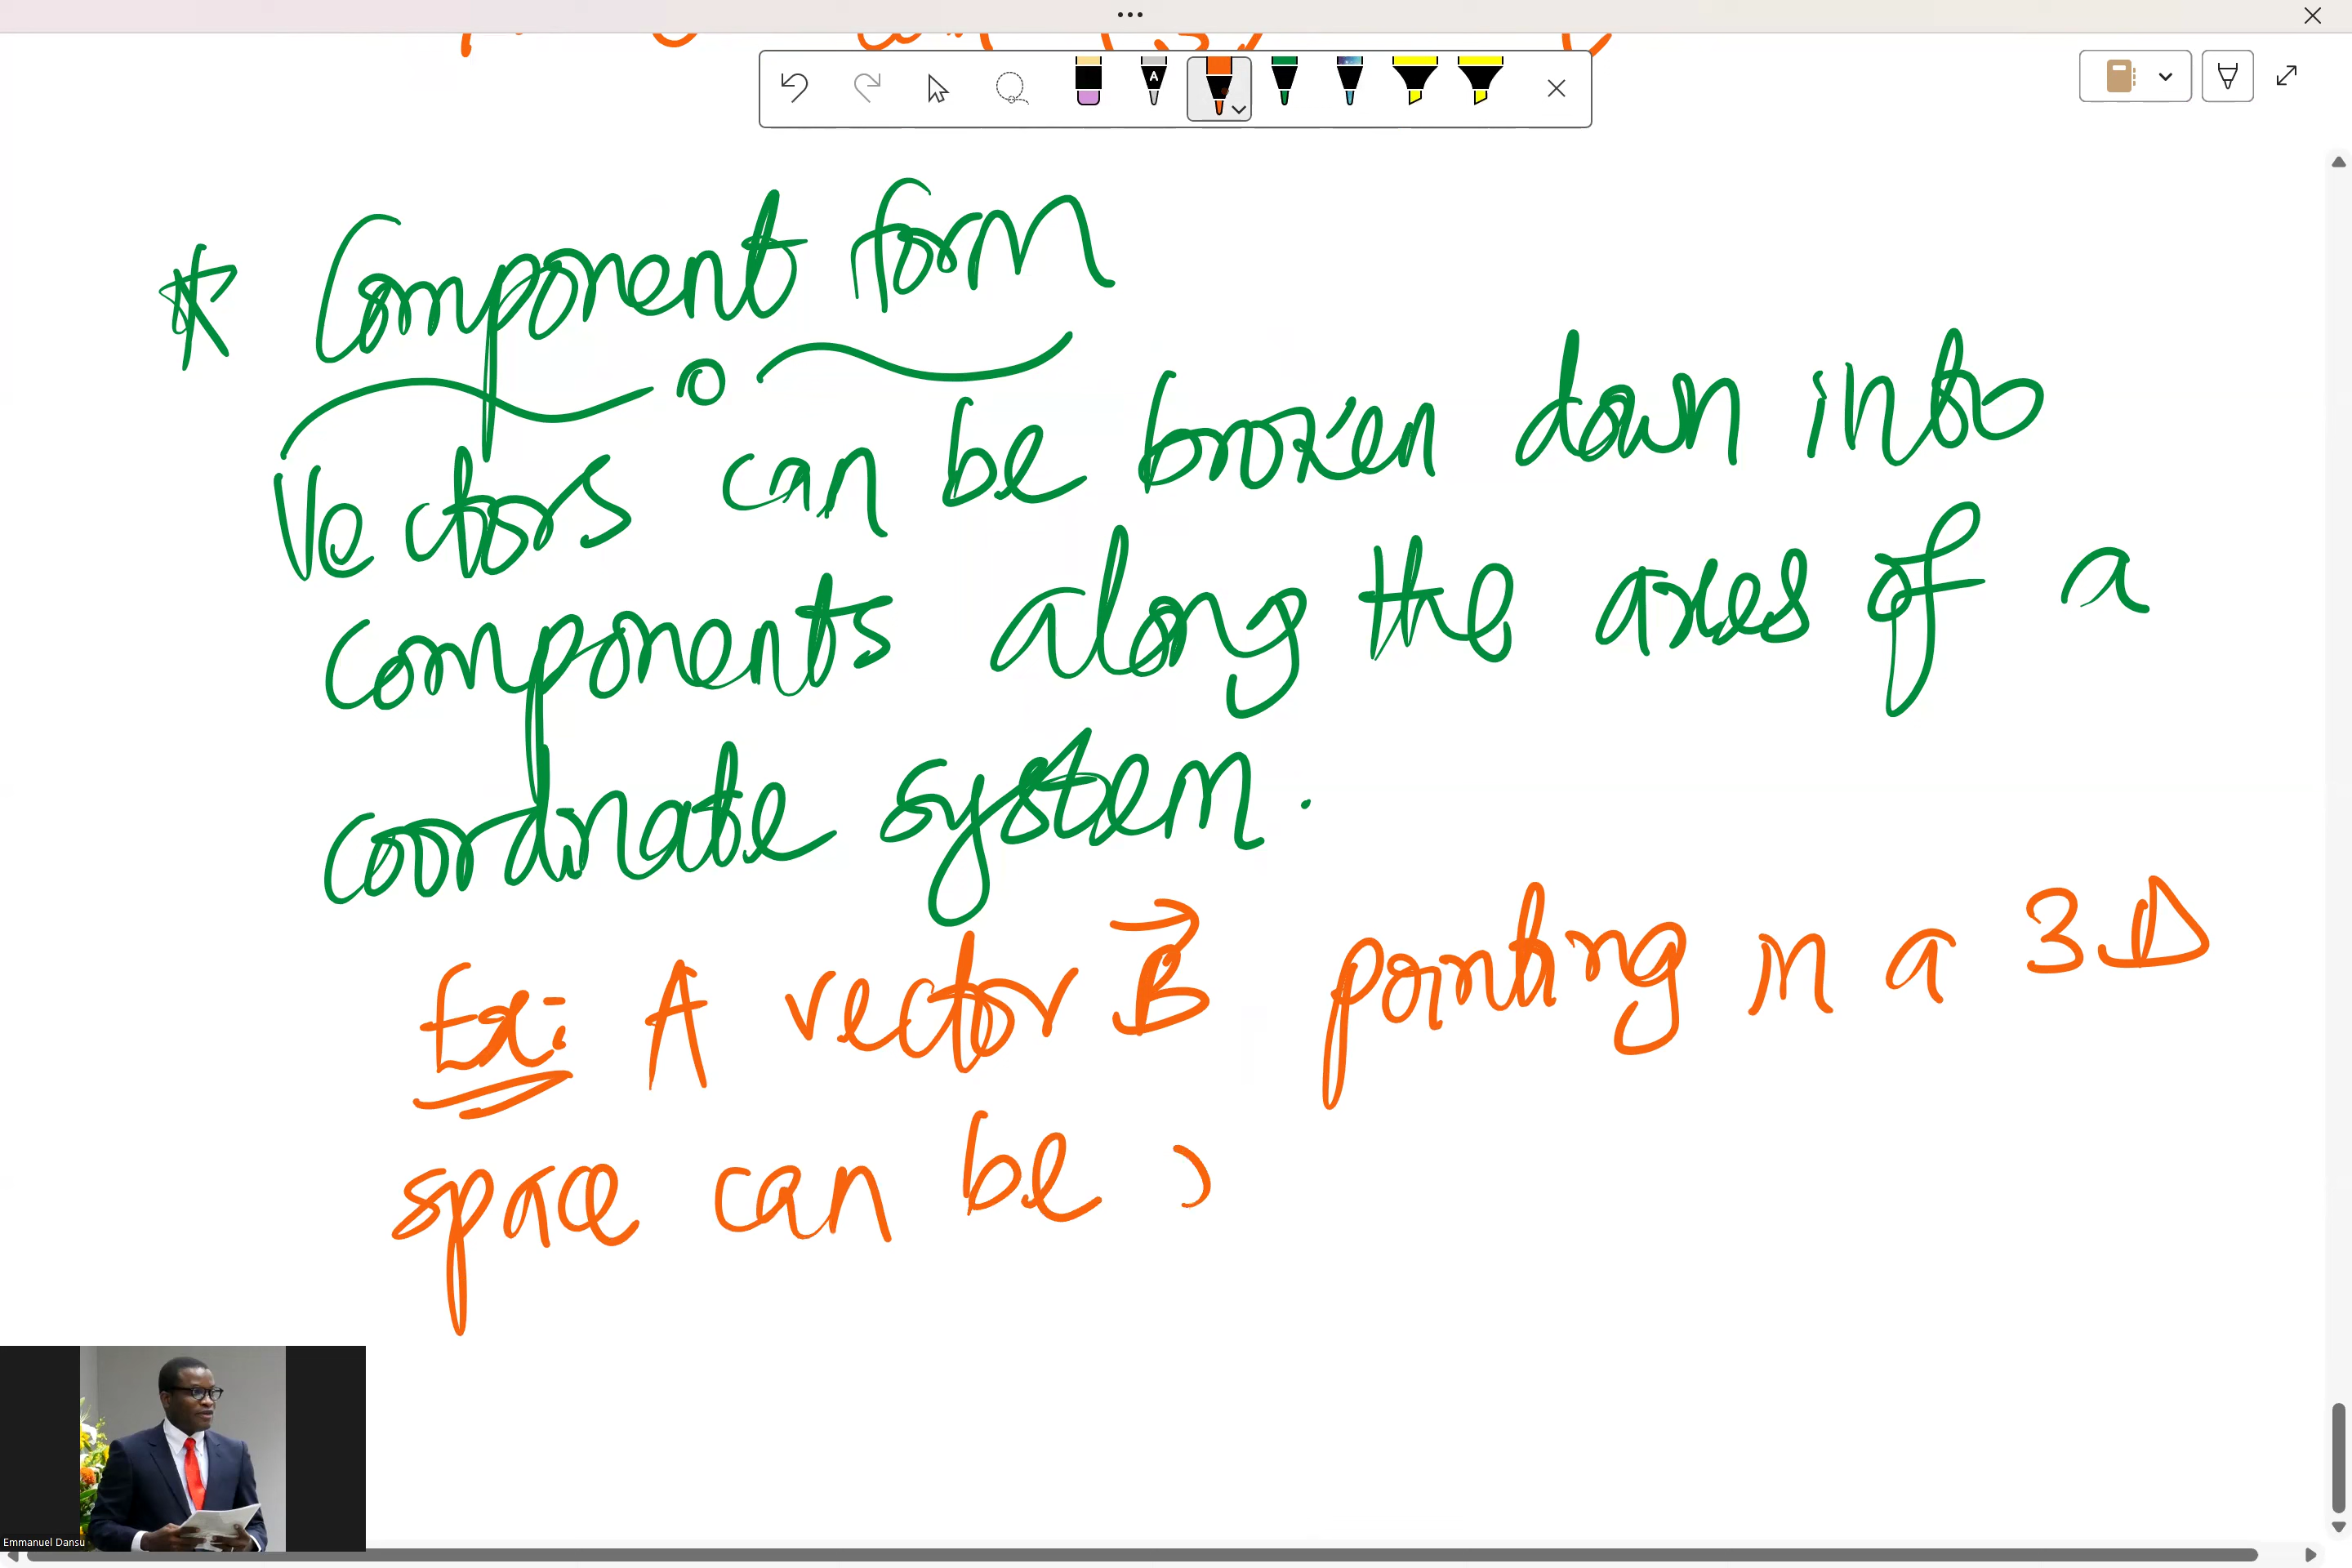 * Component form
Vectors can be broken down into
components along the axes of a
coordinate system.
Ex: A vector B pointing in a 3D
space can be
Emmanuel Dansu